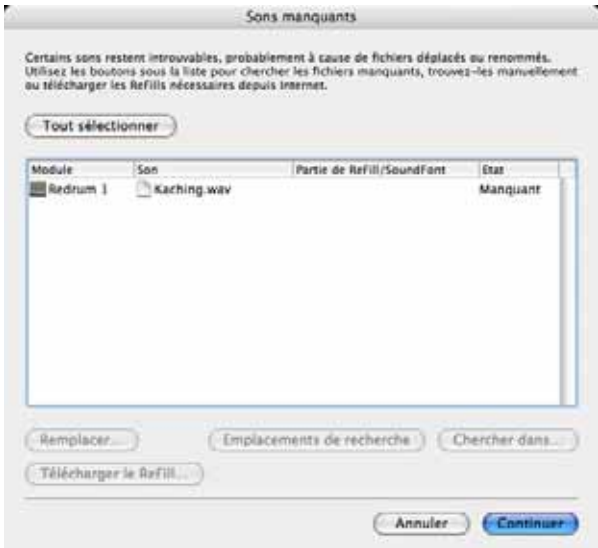 Sons manquants
Certains sons restent introuvables, probablement à cause de fichiers déplacés ou renommés.
Utilisez les boutons sous la liste pour chercher les fichiers manquants, trouvez-les manuellement
ou télécharger les ReFills nécessaires depuis Internet.
Tout sélectionner
Module Son Partie de ReFill/SoundFont Etat
Redrum 1 Kaching.wav Manquant
Remplacer... Emplacements de recherche Chercher dans...
Télécharger le ReFill...
Annuler Continuer